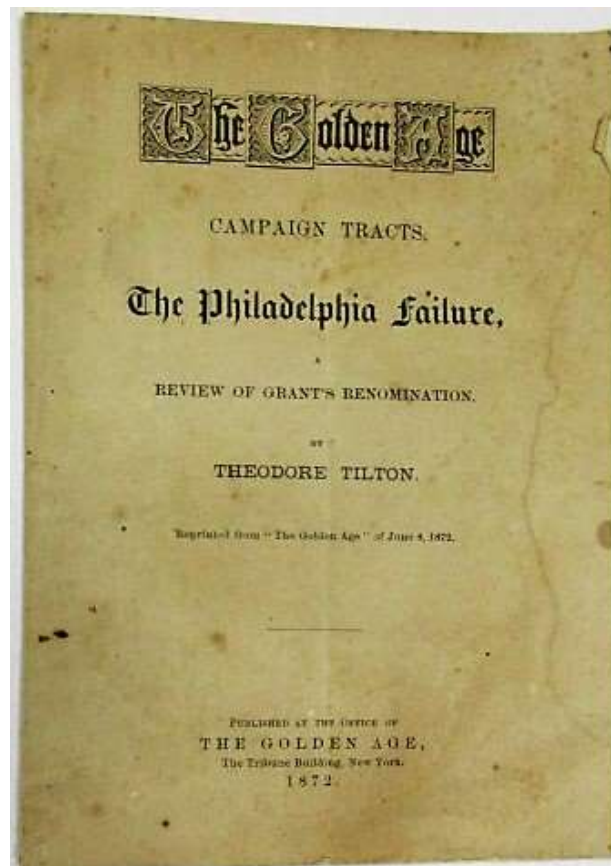 The Golden Age
CAMPAIGN TRACTS.
The Philadelphia Failure,
A
REVIEW OF GRANT'S RENOMINATION.
BY
THEODORE TILTON.
Reprinted from "The Golden Age" of June 8, 1872.
PUBLISHED AT THE OFFICE OF
THE GOLDEN AGE,
The Tribune Building, New York.
1872.